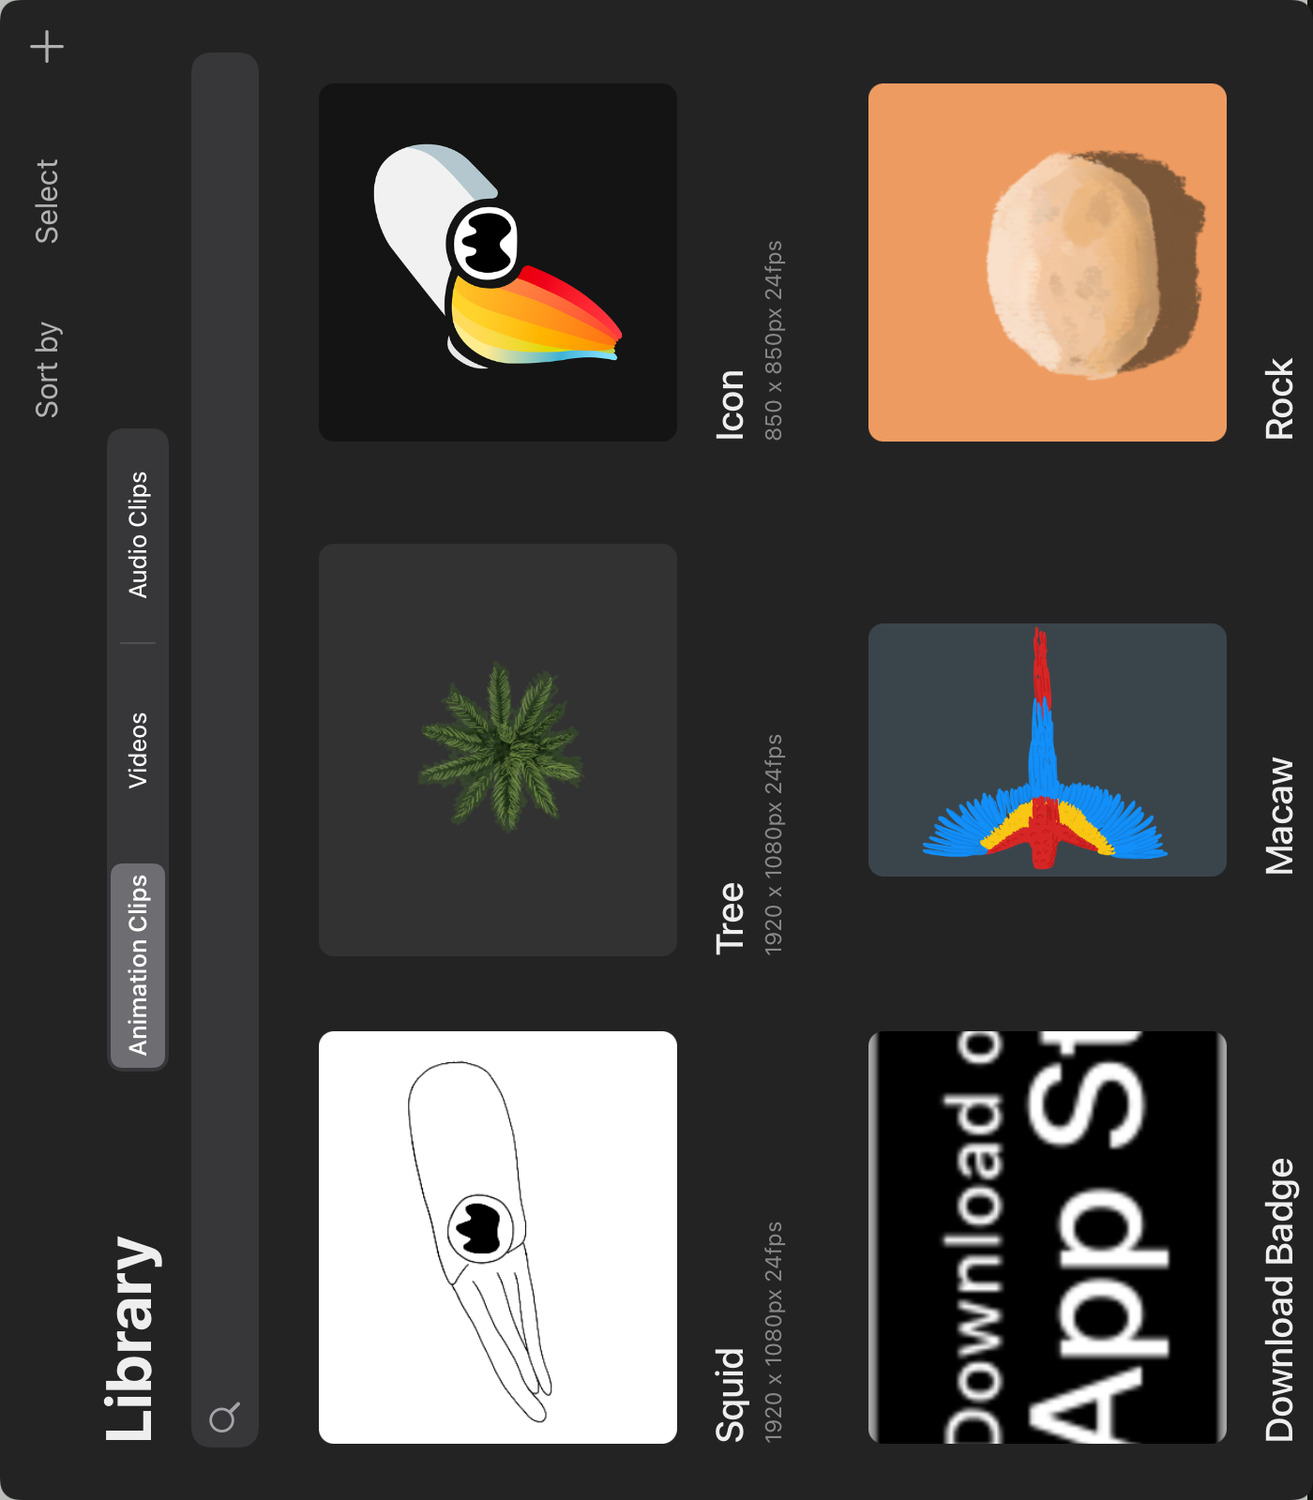 Sort by Select
Library
Animation Clips Videos Audio Clips
Squid Tree Icon
1920 x 1080px 24fps 1920 x 1080px 24fps 850 x 850px 24fps
Download o
App St
Download Badge Macaw Rock